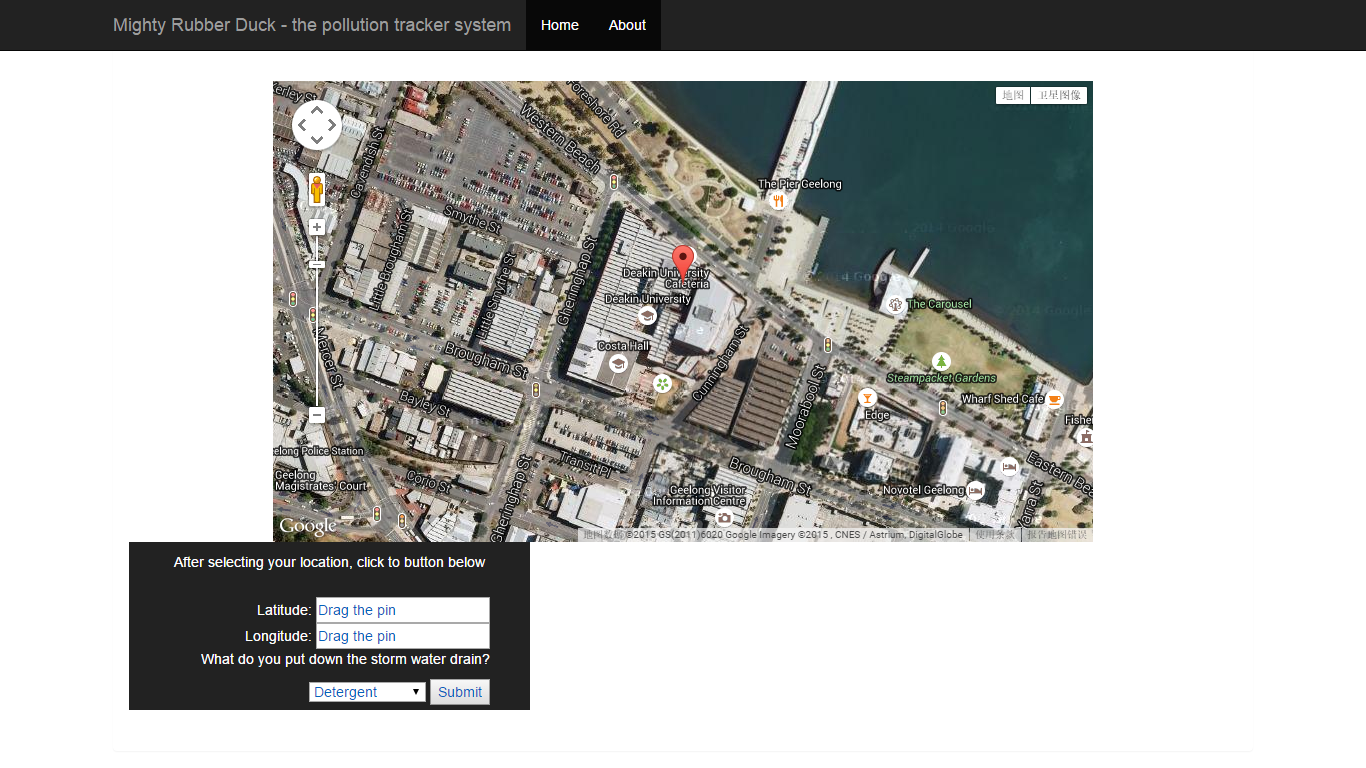 Mighty Rubber Duck - the pollution tracker system
Home
About
地图
卫星图像
Foreshore Rd
Western Beach
Cavendish St
The Pier Geelong
Smythe St
Little Brougham St
Gheringhap St
Deakin University
Cafeteria
Little Smythe St
Deakin University
The Carousel
Mercer St
Costa Hall
Brougham St
Cunningham St
Steampacket Gardens
Bayley St
Moorabool St
Wharf Shed Cafe
Edge
Fishe
elong Police Station
Transit Pl
Brougham St
Eastern Bea
Geelong
Magistrates' Court
Corio St
Gheringhap St
Geelong Visitor
Information Centre
Novotel Geelong
Yarra St
Google
地图数据 ©2015 GS(2011)6020 Google Imagery ©2015 , CNES / Astrium, DigitalGlobe
使用条款
报告地图错误
After selecting your location, click to button below
Latitude: Drag the pin
Longitude: Drag the pin
What do you put down the storm water drain?
Detergent
Submit